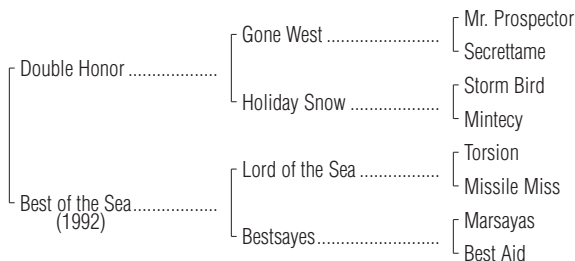 Mr. Prospector
Gone West ........................
Secrettame
Double Honor ...................
Storm Bird
Holiday Snow ...................
Mintecy
Torsion
Lord of the Sea .................
Missile Miss
Best of the Sea ..................
(1992)
Marsayas
Bestsayes ..........................
Best Aid